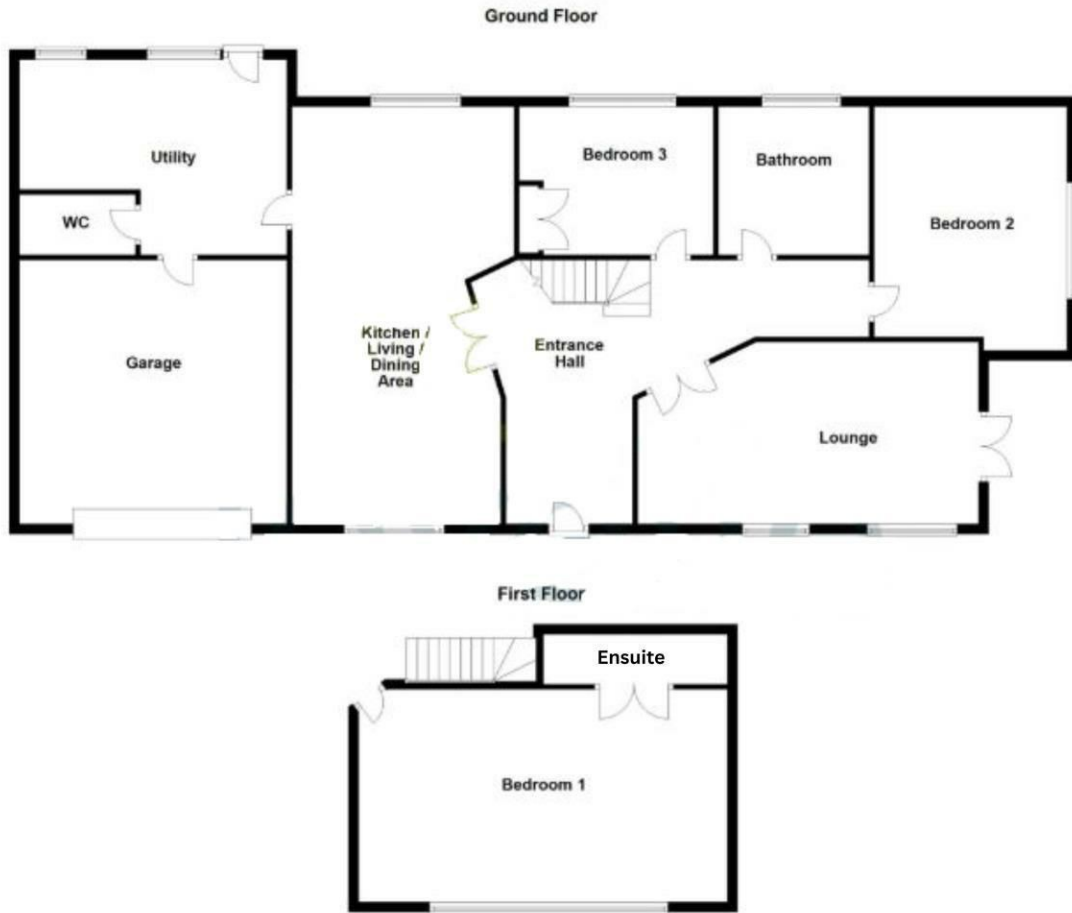 Ground Floor
Utility
Bedroom 3
Bathroom
WC
Bedroom 2
Kitchen /
Living /
Dining
Area
Entrance
Hall
Garage
Lounge
First Floor
Ensuite
Bedroom 1